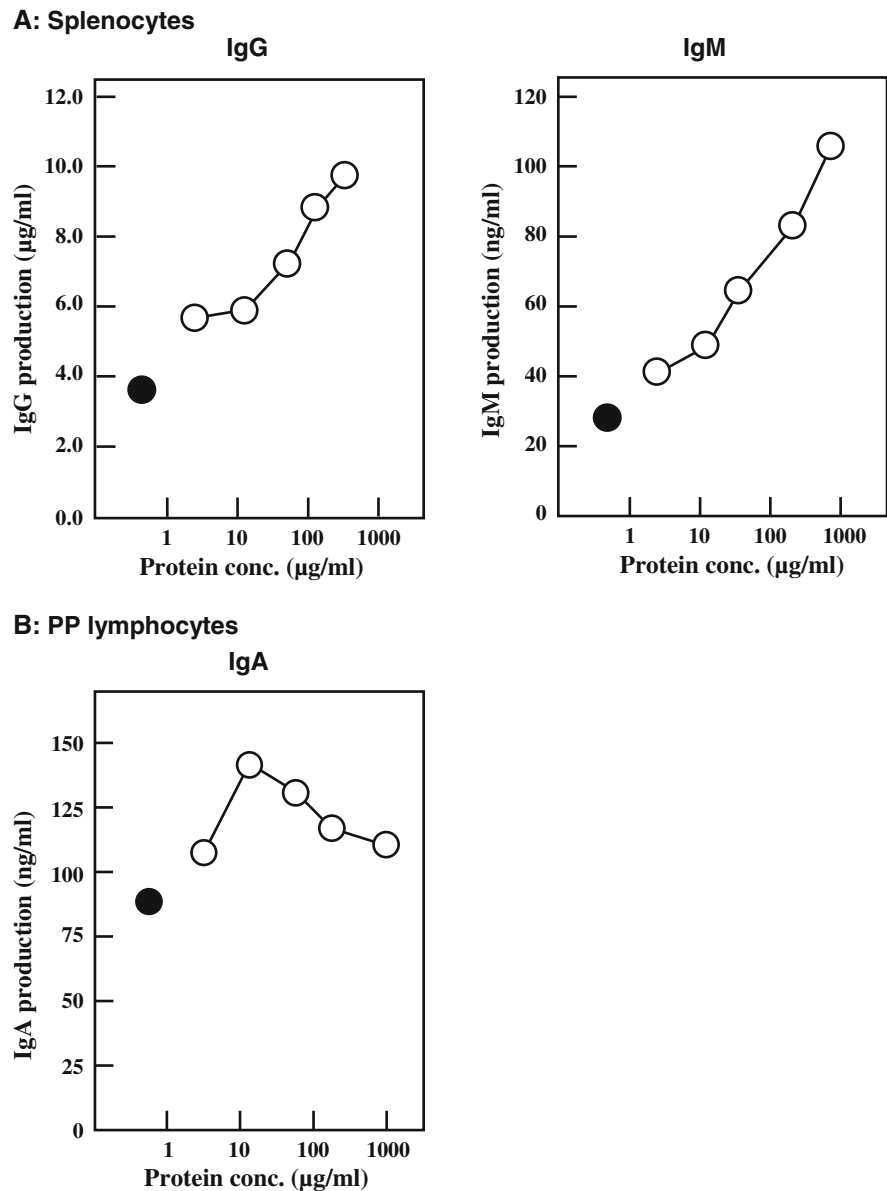 A: Splenocytes
IgG
12.0
10.0
8.0
6.0
4.0
2.0
0.0
IgG production (µg/ml)
1 10 100 1000
Protein conc. (µg/ml)
IgM
120
100
80
60
40
20
0
IgM production (ng/ml)
1 10 100 1000
Protein conc. (µg/ml)
B: PP lymphocytes
IgA
150
125
100
75
50
25
0
IgA production (ng/ml)
1 10 100 1000
Protein conc. (µg/ml)